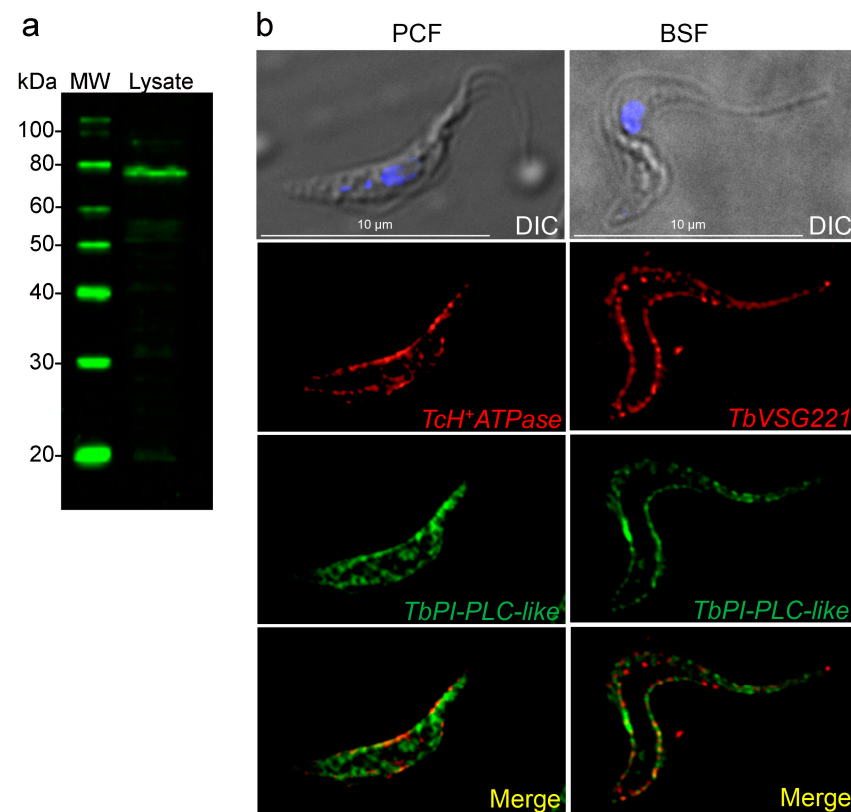 a
kDa MW Lysate
100
80
60
50
40
30
20
b
PCF BSF
10 µm
DIC
10 µm
DIC
TcH⁺ATPase
TbVSG221
TbPI-PLC-like
TbPI-PLC-like
Merge
Merge